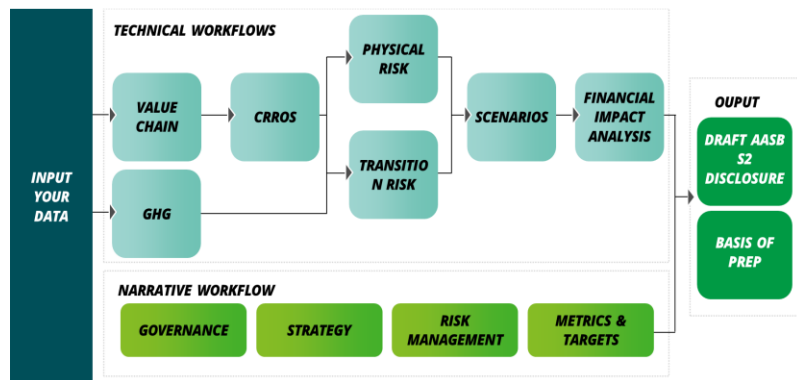 INPUT
YOUR
DATA
TECHNICAL WORKFLOWS
VALUE
CHAIN
CRROS
GHG
PHYSICAL
RISK
TRANSITIO
N RISK
SCENARIOS
FINANCIAL
IMPACT
ANALYSIS
NARRATIVE WORKFLOW
GOVERNANCE
STRATEGY
RISK
MANAGEMENT
METRICS &
TARGETS
OUPUT
DRAFT AASB
S2
DISCLOSURE
BASIS OF
PREP